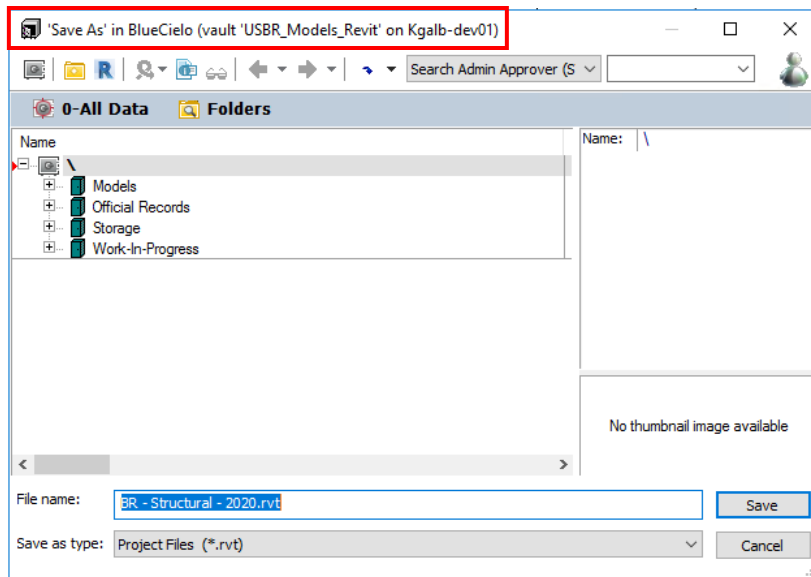 'Save As' in BlueCielo (vault 'USBR_Models_Revit' on Kgalb-dev01)
R Search Admin Approver (S
0-All Data Folders
Name
Name: \
\
Models
Official Records
Storage
Work-In-Progress
No thumbnail image available
File name: BR - Structural - 2020.rvt Save
Save as type: Project Files (*.rvt) Cancel